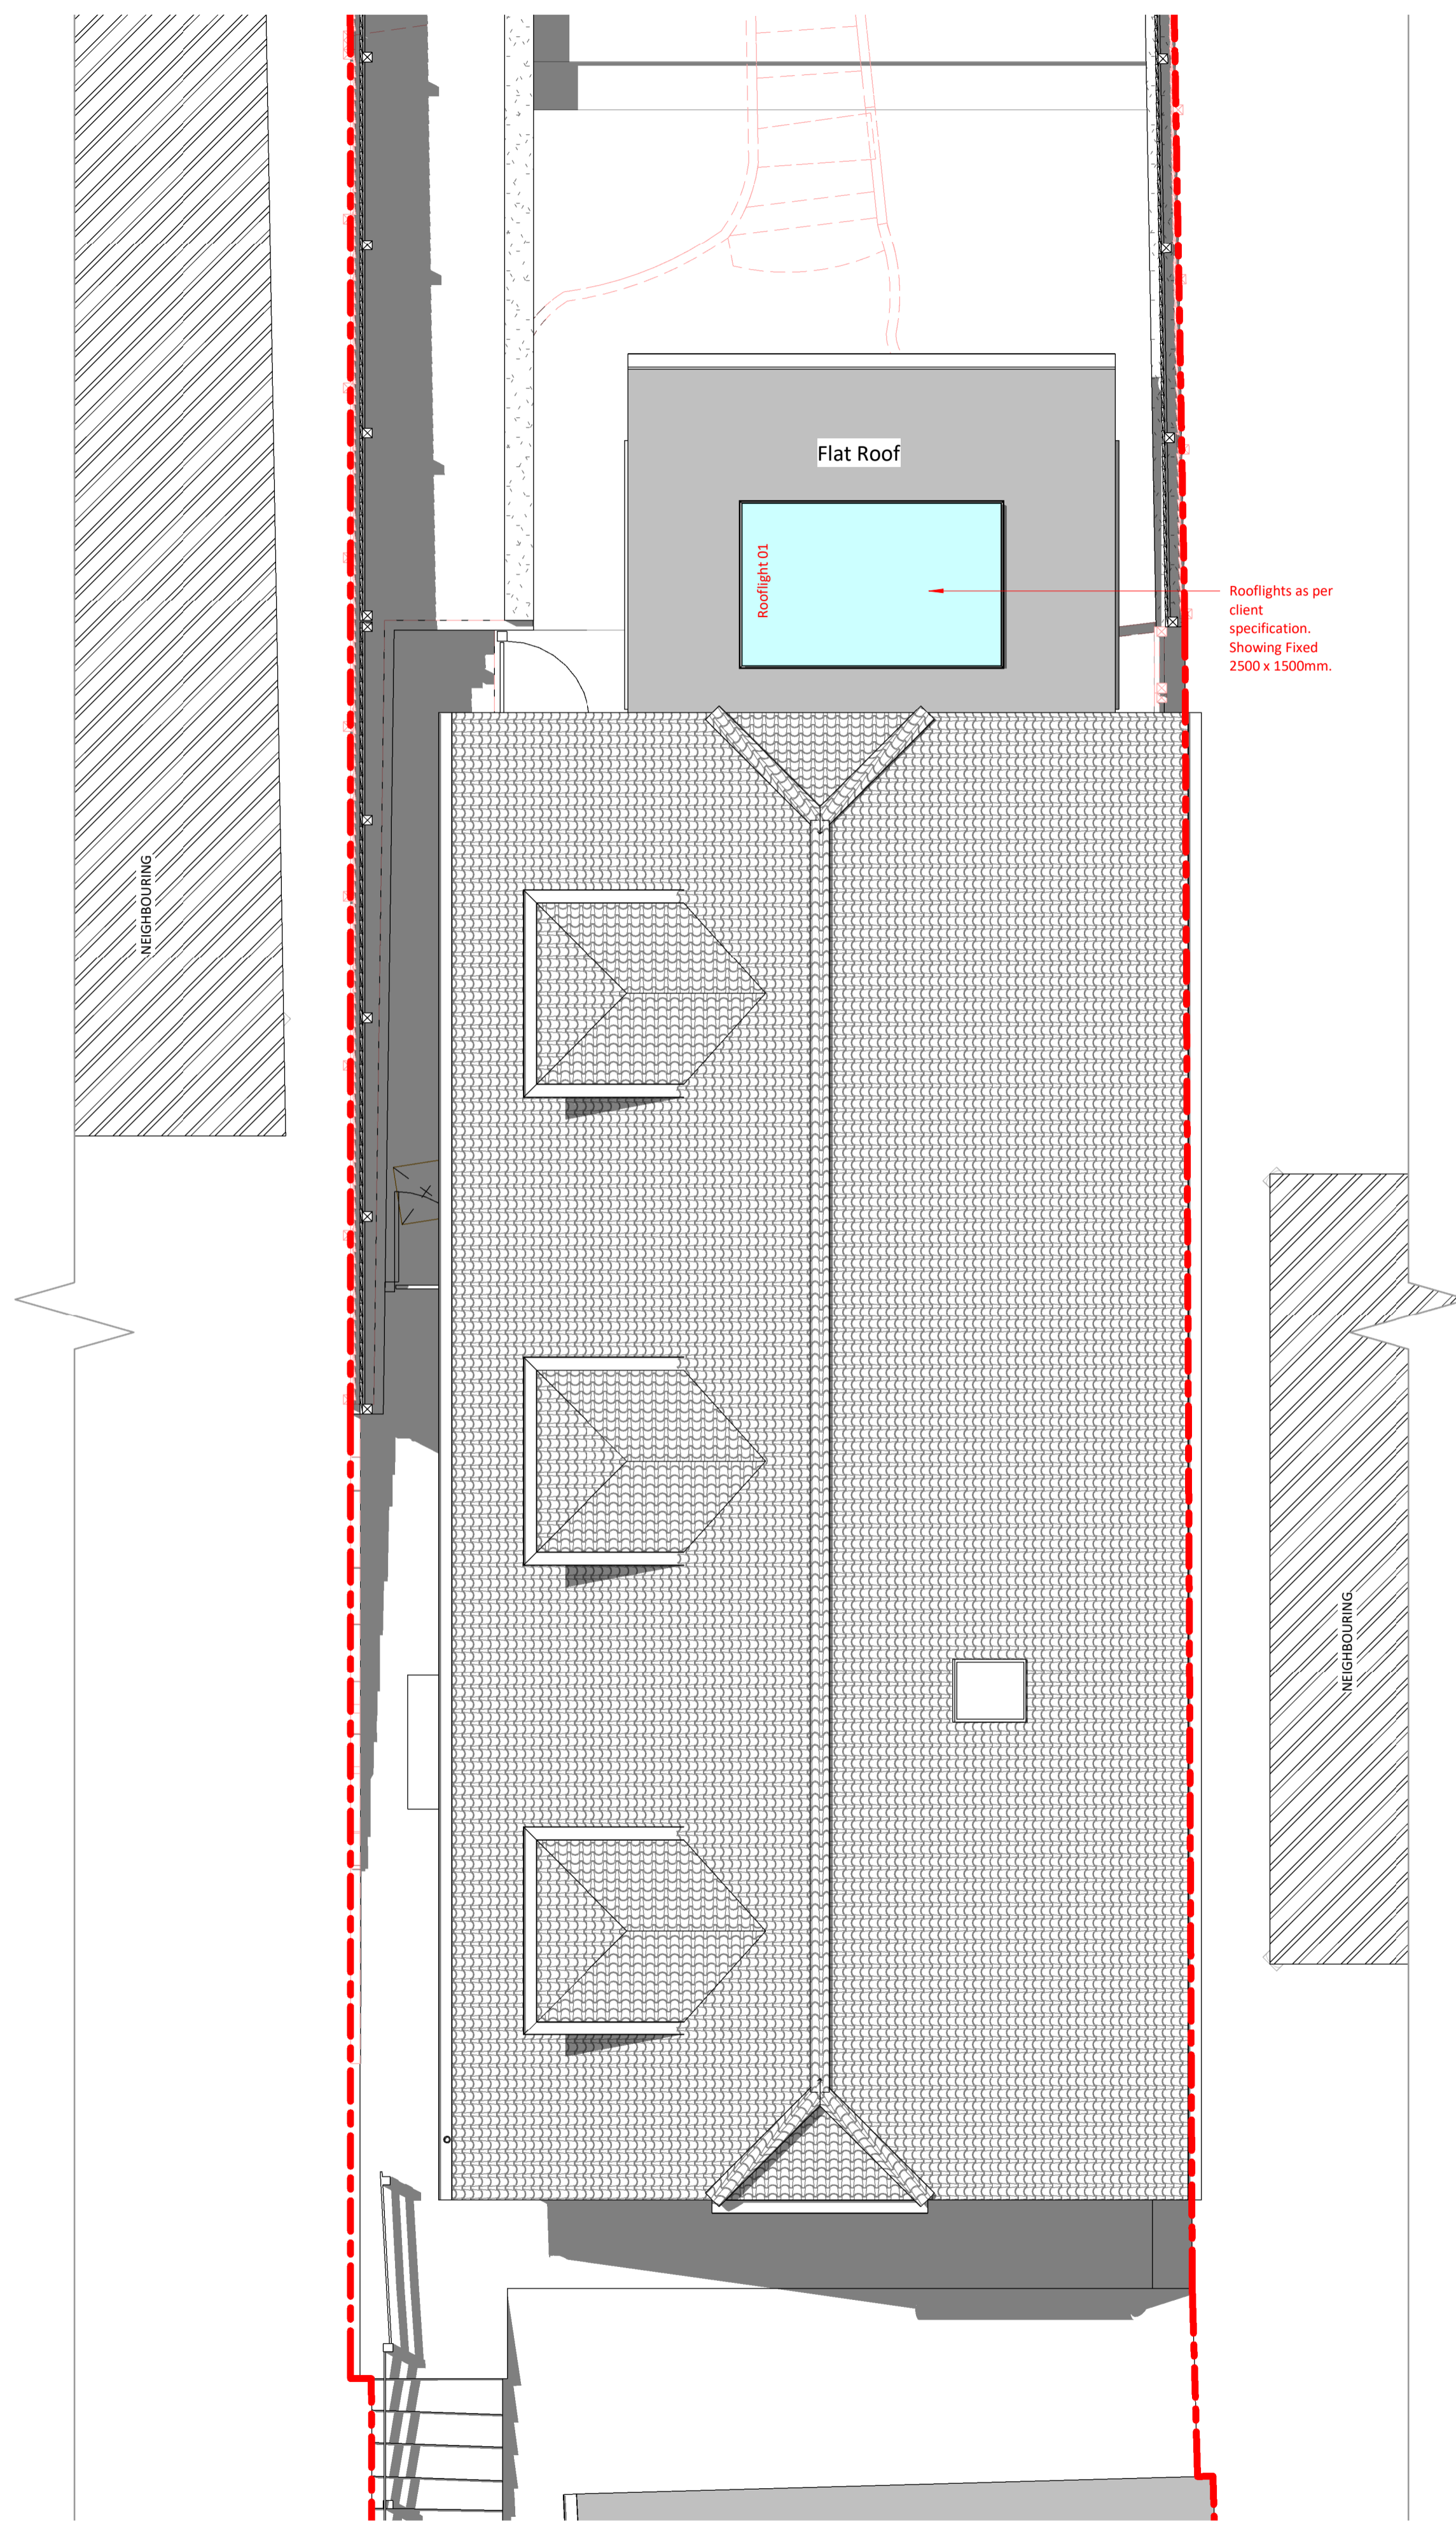 Flat Roof
Rooflight 01
Rooflights as per
client
specification.
Showing Fixed
2500 x 1500mm.
NEIGHBOURING
NEIGHBOURING